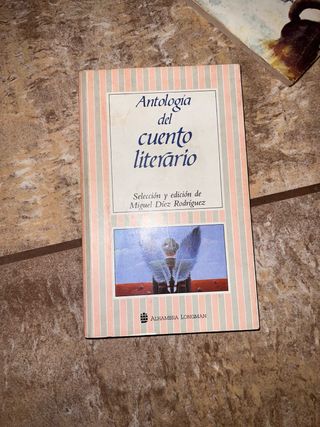 Antología
del
cuento
literario
Selección y edición de
Miguel Díez Rodríguez
ALHAMBRA LONGMAN